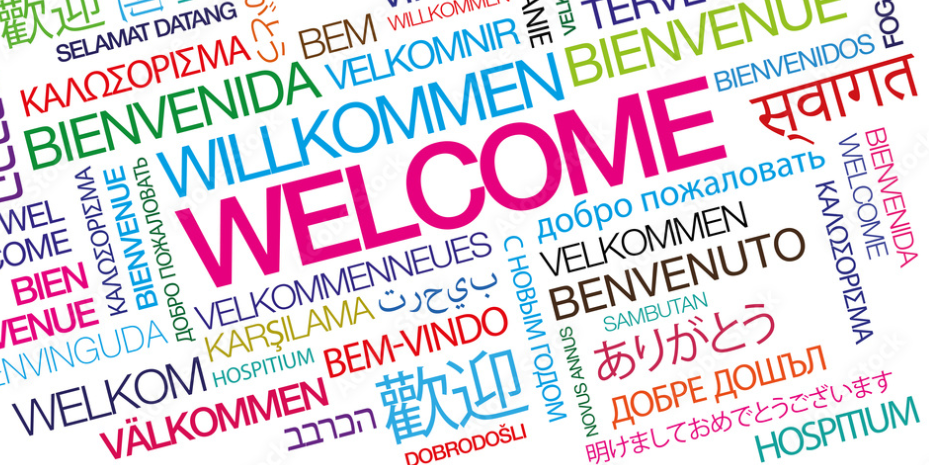 歡迎
SELAMAT DATANG
BEM
WILLKOMMEN
ΚΑΛΩΣΟΡΙΣΜΑ
VELKOMNIR
BIENVENUE
BIENVENIDA
WILLKOMMEN
BIENVENIDOS
स्‌वागत
WELCOME
WEL
COME
ΚΑΛΩΣΟΡΙΣΜΑ
BIENVENUE
ДОБРО ПОЖАЛОВАТЬ
добро пожаловать
BIENVENIDA
WELCOME
ΚΑΛΩΣΟΡΙΣΜΑ
BIEN
VENUE
VELKOMMENNEUES
С НОВЫМ ГОДОМ
VELKOMMEN
BENVENUTO
KARŞILAMA
بيحرت
SAMBUTAN
ENVINGUDA
HOSPITIUM
BEM-VINDO
NOVUS ANNUS
ありがとう
WELKOM
VÄLKOMMEN
הכרבב
歡迎
DOBRODOŠLI
ДОБРЕ ДОШЪЛ
明けましておめでとうございます
HOSPITIUM